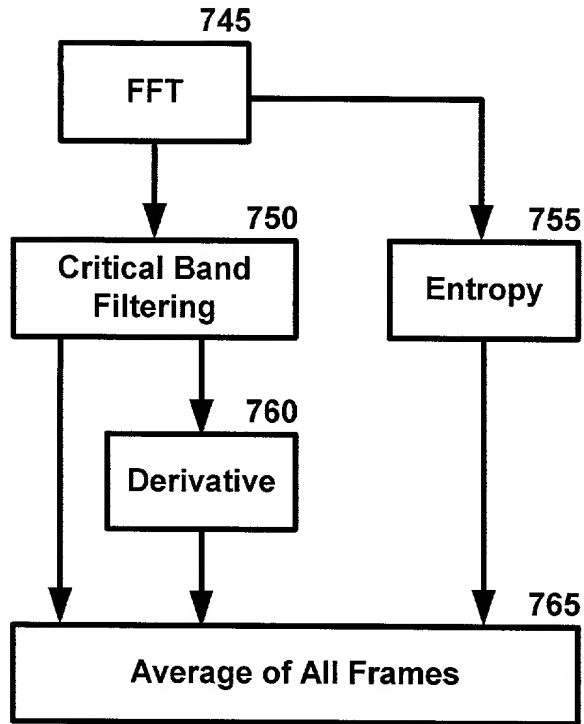 745
FFT
750
755
Critical Band
Filtering
Entropy
760
Derivative
765
Average of All Frames